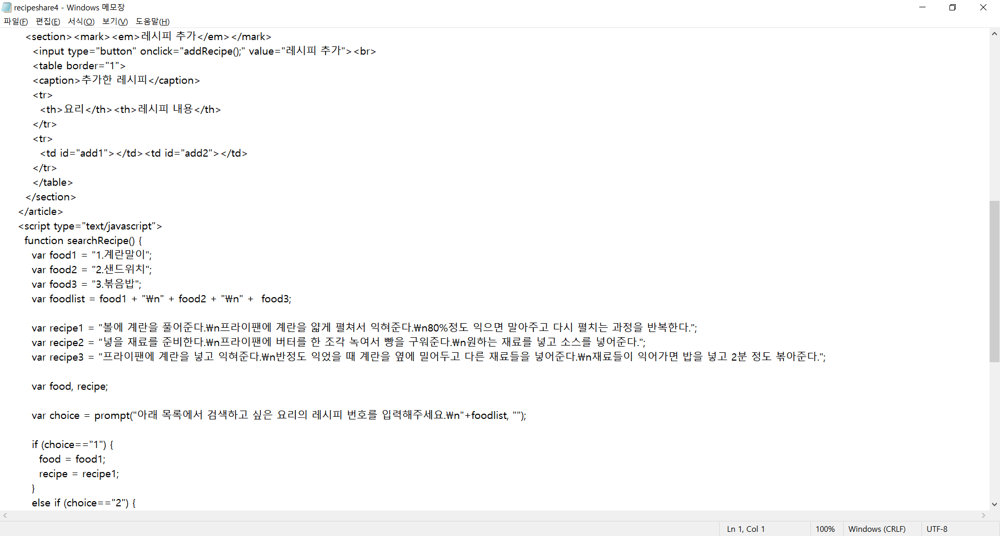 recipeshare4 - Windows 메모장
파일(F) 편집(E) 서식(O) 보기(V) 도움말(H)
<section><mark><em>레시피 추가</em></mark>
<input type="button" onclick="addRecipe();" value="레시피 추가"><br>
<table border="1">
<caption>추가한 레시피</caption>
<tr>
<th>요리</th><th>레시피 내용</th>
</tr>
<tr>
<td id="add1"></td><td id="add2"></td>
</tr>
</table>
</section>
</article>
<script type="text/javascript">
function searchRecipe() {
var food1 = "1.계란말이";
var food2 = "2.샌드위치";
var food3 = "3.볶음밥";
var foodlist = food1 + "₩n" + food2 + "₩n" +  food3;
var recipe1 = "볼에 계란을 풀어준다.₩n프라이팬에 계란을 얇게 펼쳐서 익혀준다.₩n80%정도 익으면 말아주고 다시 펼치는 과정을 반복한다.";
var recipe2 = "넣을 재료를 준비한다.₩n프라이팬에 버터를 한 조각 녹여서 빵을 구워준다.₩n원하는 재료를 넣고 소스를 넣어준다.";
var recipe3 = "프라이팬에 계란을 넣고 익혀준다.₩n반정도 익었을 때 계란을 옆에 밀어두고 다른 재료들을 넣어준다.₩n재료들이 익어가면 밥을 넣고 2분 정도 볶아준다.";
var food, recipe;
var choice = prompt("아래 목록에서 검색하고 싶은 요리의 레시피 번호를 입력해주세요.₩n"+foodlist, "");
if (choice=="1") {
food = food1;
recipe = recipe1;
}
else if (choice=="2") {
Ln 1, Col 1 100% Windows (CRLF) UTF-8